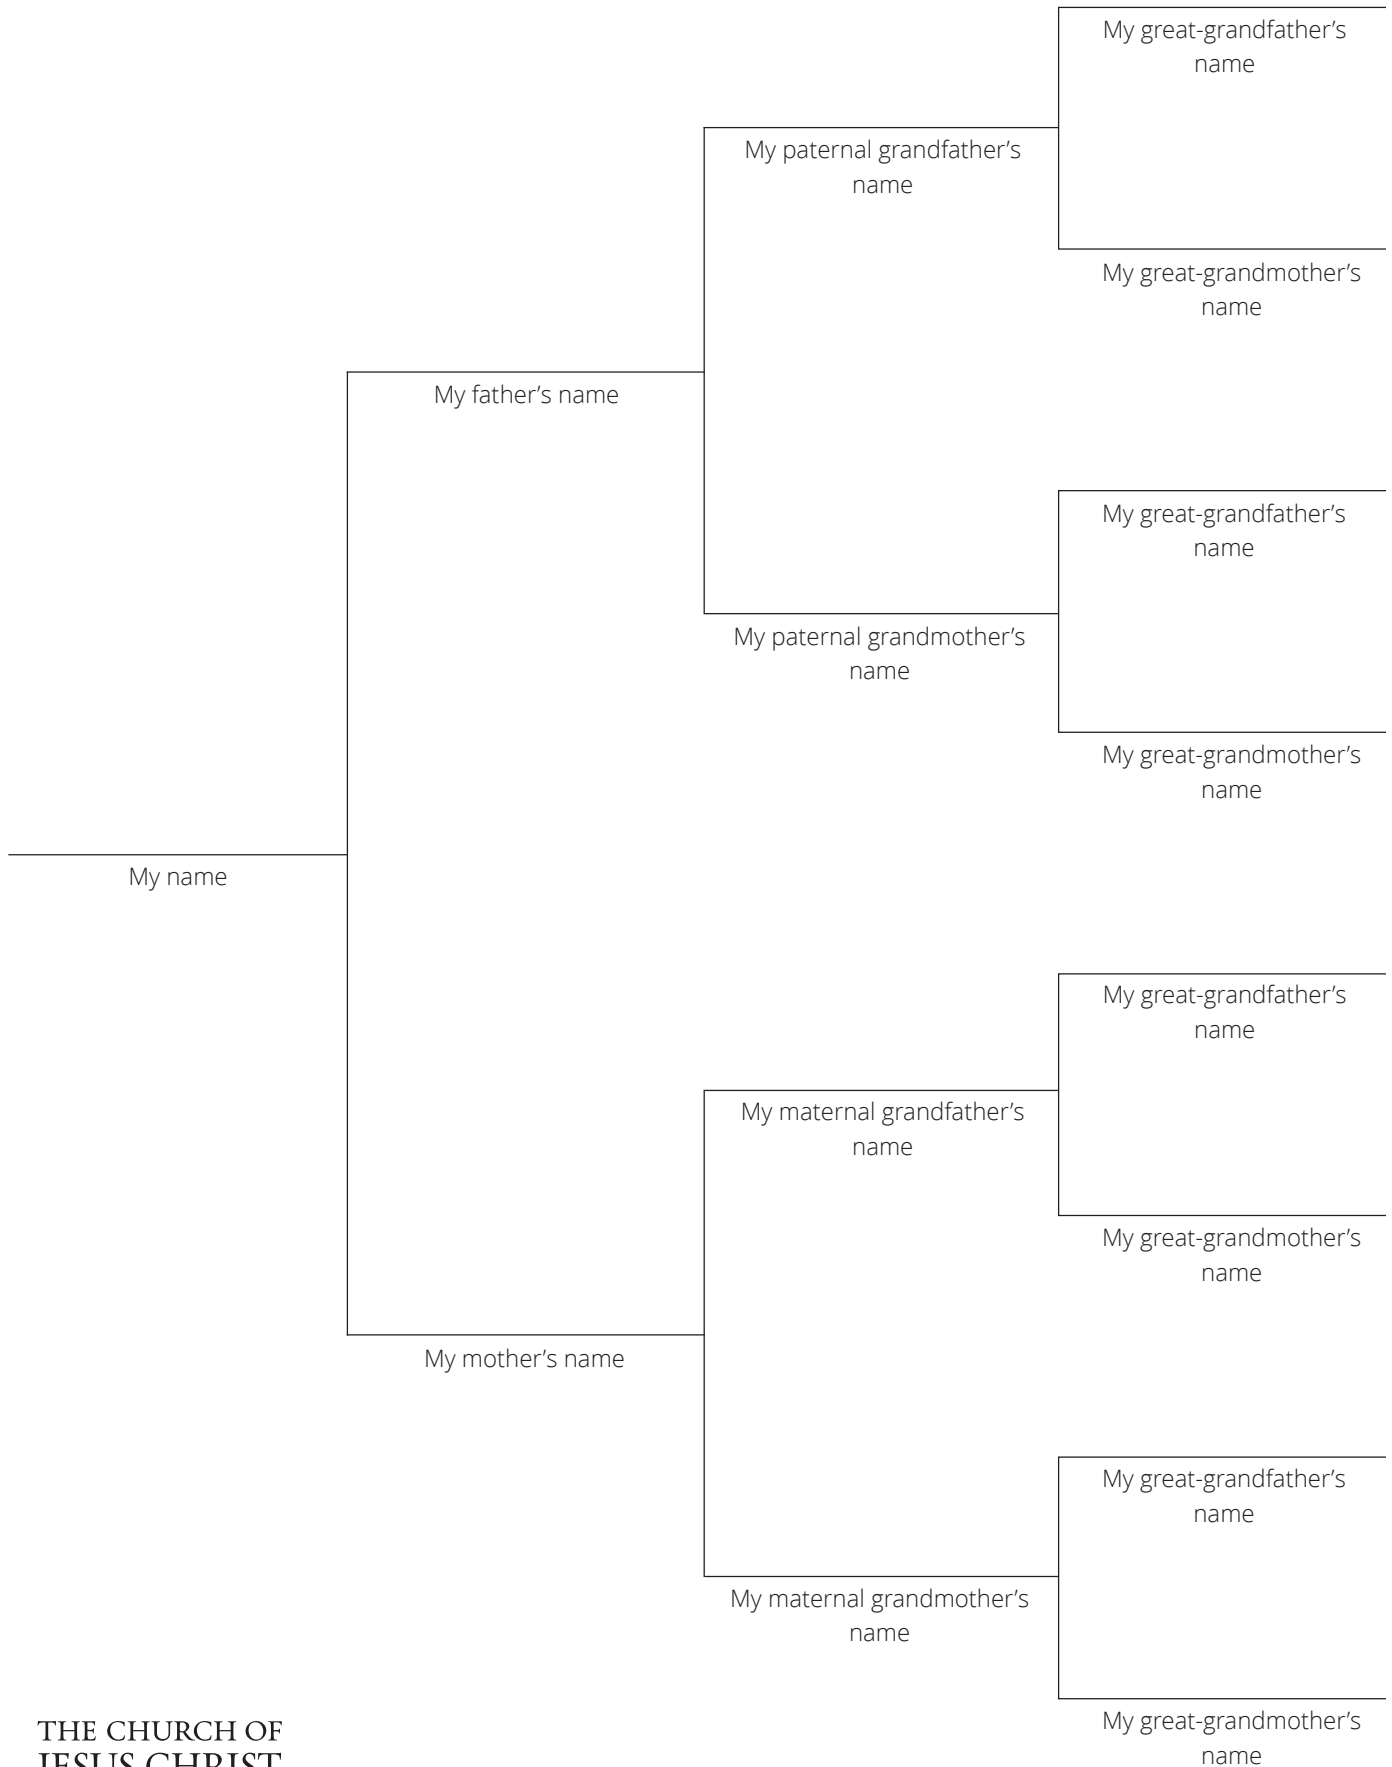 My great-grandfather's
name
My paternal grandfather's
name
My great-grandmother's
name
My father's name
My great-grandfather's
name
My paternal grandmother's
name
My great-grandmother's
name
My name
My great-grandfather's
name
My maternal grandfather's
name
My great-grandmother's
name
My mother's name
My great-grandfather's
name
My maternal grandmother's
name
My great-grandmother's
name
THE CHURCH OF
JESUS CHRIST